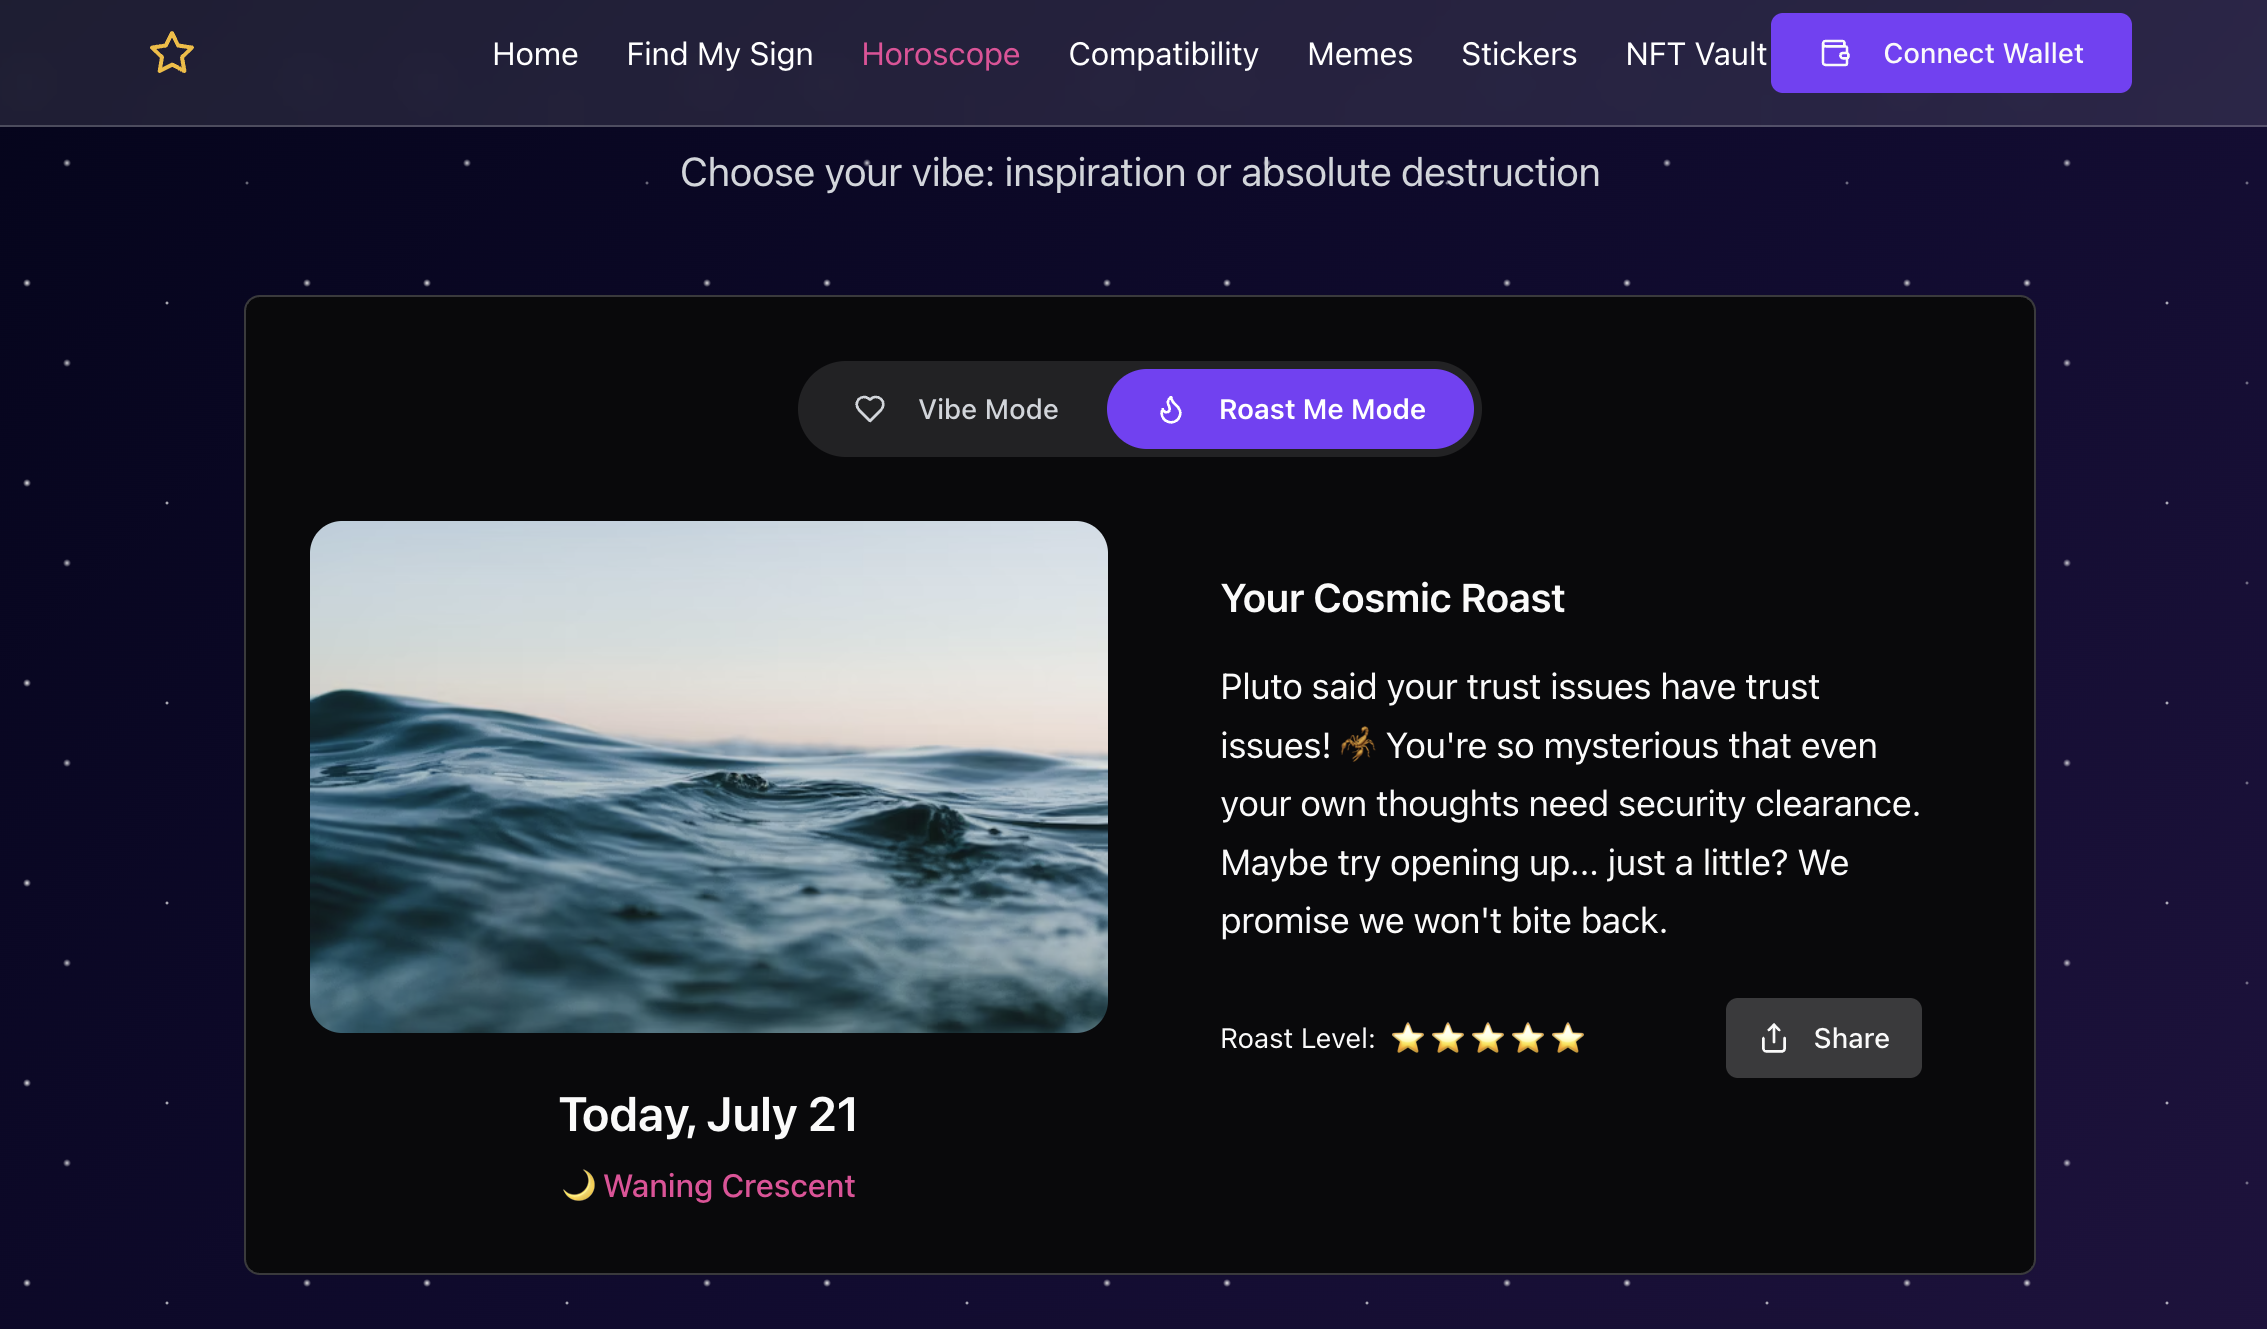 Home Find My Sign Horoscope Compatibility Memes Stickers NFT Vault Connect Wallet
Choose your vibe: inspiration or absolute destruction
Vibe Mode Roast Me Mode
Your Cosmic Roast
Pluto said your trust issues have trust
issues! 🦂 You're so mysterious that even
your own thoughts need security clearance.
Maybe try opening up... just a little? We
promise we won't bite back.
Roast Level: ⭐⭐⭐⭐⭐ Share
Today, July 21
🌙 Waning Crescent